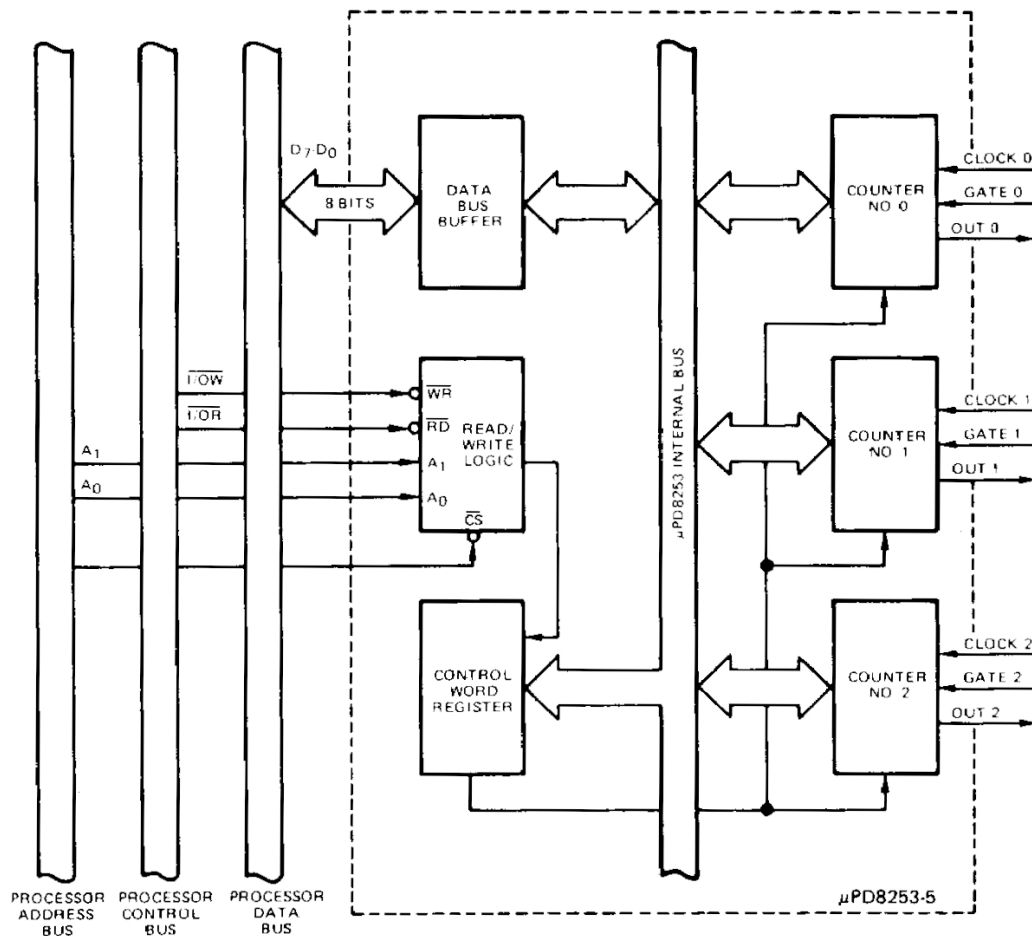 D7-D0
8 BITS
DATA
BUS
BUFFER
COUNTER
NO 0
CLOCK 0
GATE 0
OUT 0
I/OW
I/OR
A1
A0
WR
RD
A1
A0
CS
READ/
WRITE
LOGIC
µPD8253 INTERNAL BUS
COUNTER
NO 1
CLOCK 1
GATE 1
OUT 1
CONTROL
WORD
REGISTER
COUNTER
NO 2
CLOCK 2
GATE 2
OUT 2
PROCESSOR
ADDRESS
BUS
PROCESSOR
CONTROL
BUS
PROCESSOR
DATA
BUS
µPD8253-5